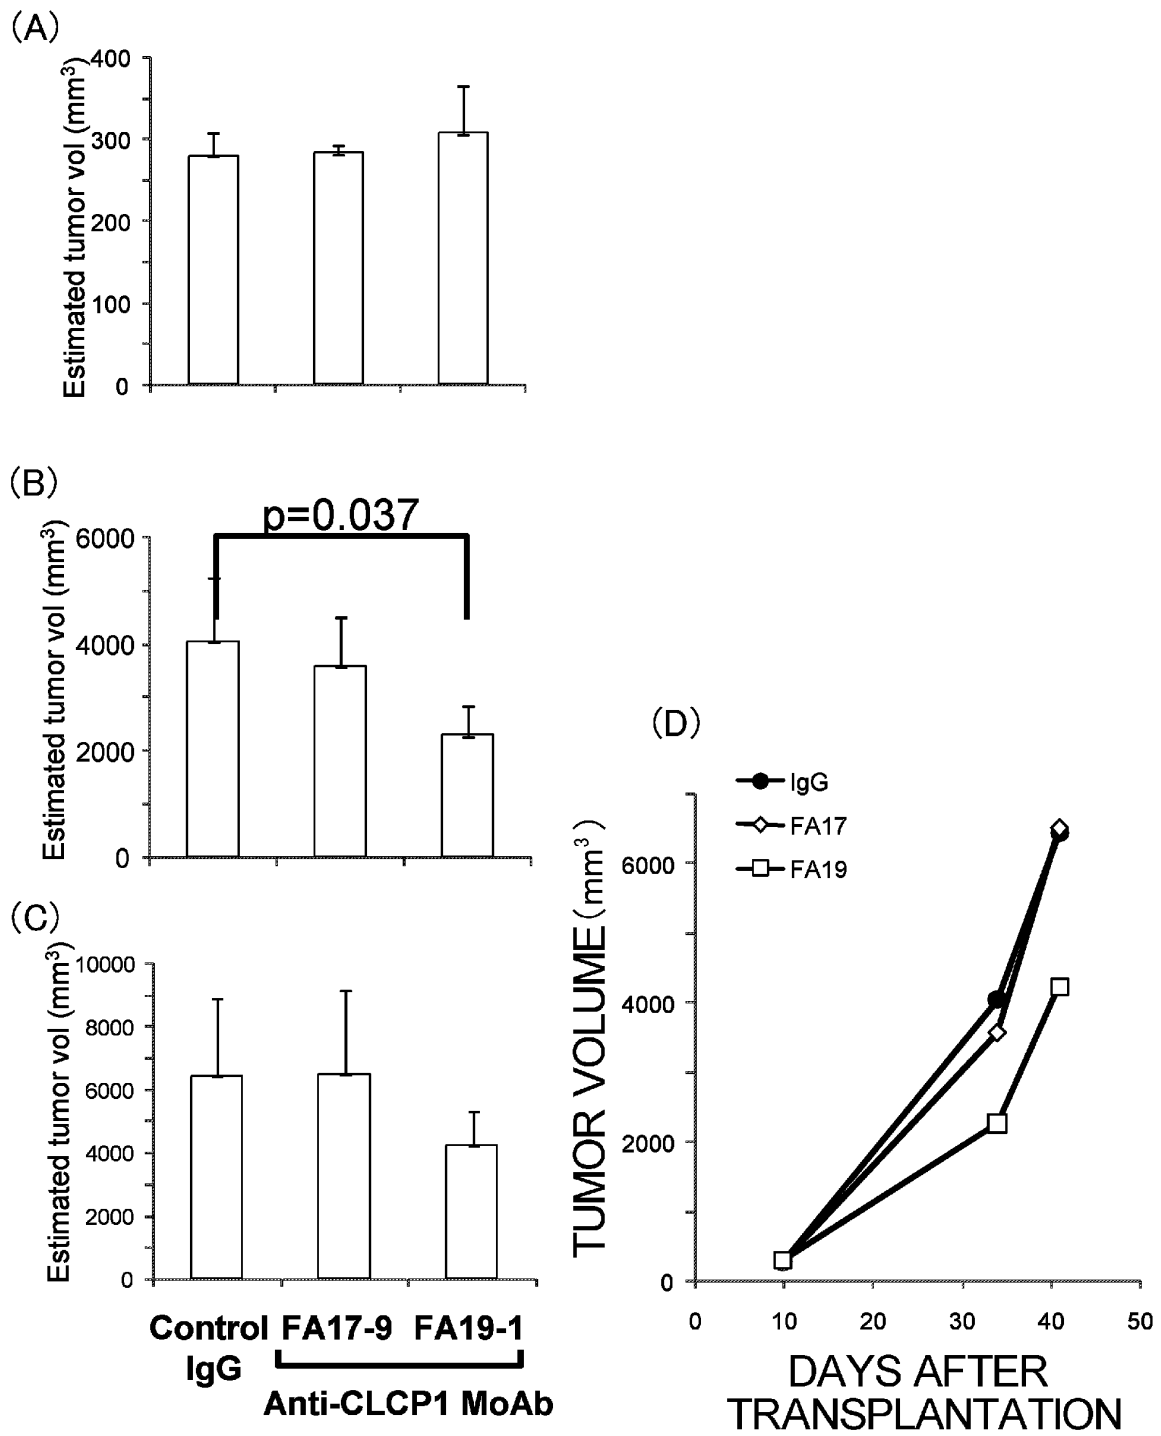 (A)
Estimated tumor vol (mm³)
400
300
200
100
0
(B)
p=0.037
Estimated tumor vol (mm³)
6000
4000
2000
0
(C)
Estimated tumor vol (mm³)
10000
8000
6000
4000
2000
0
Control FA17-9 FA19-1
IgG
Anti-CLCP1 MoAb
(D)
IgG
FA17
FA19
TUMOR VOLUME (mm³)
6000
4000
2000
0
0 10 20 30 40 50
DAYS AFTER
TRANSPLANTATION